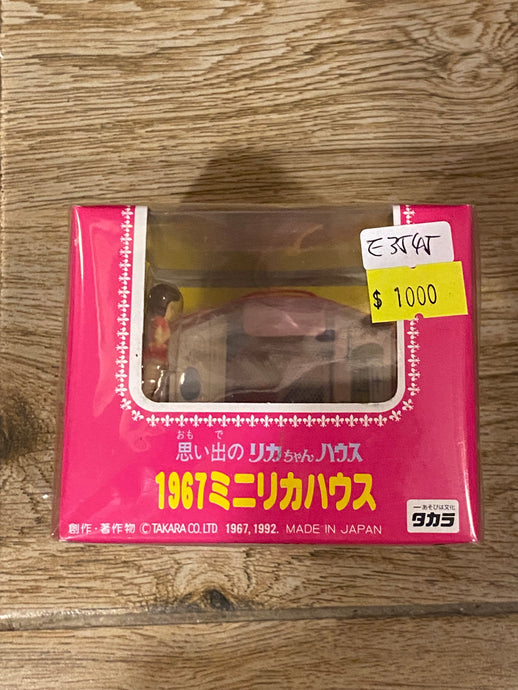 $ 1000
おも で
思い出の リカちゃんハウス
1967ミニリカハウス
創作・著作物 ©TAKARA CO.,LTD 1967, 1992. MADE IN JAPAN
あそびは文化
タカラ